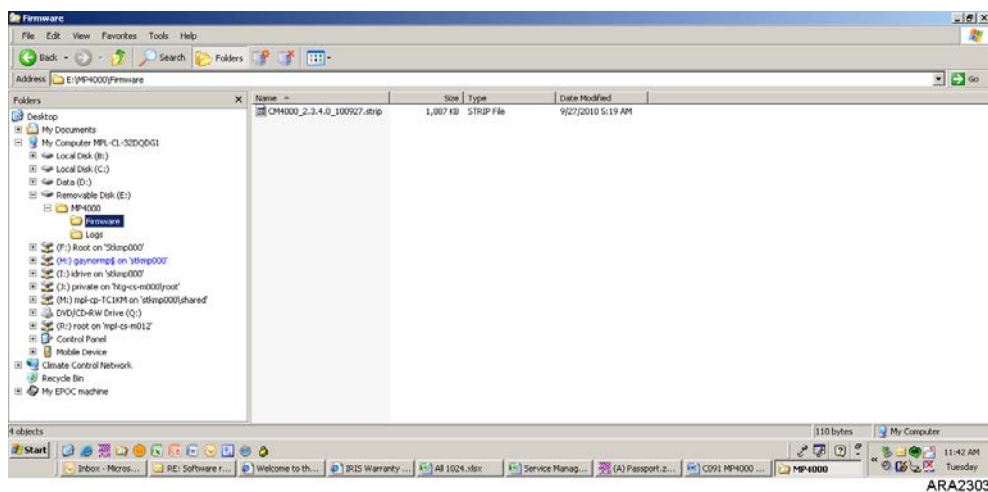 Firmware
File Edit View Favorites Tools Help
Back Search Folders
Address E:\MP4000\Firmware Go
Folders x Name Size Type Date Modified
CM4000_2.3.4.0_100927.strip 1,887 KB STRIP File 9/27/2010 5:19 AM
Desktop
My Documents
My Computer MPL-CL-32DQDG1
Local Disk (B:)
Local Disk (C:)
Data (D:)
Removable Disk (E:)
MP4000
Firmware
Logs
(F:) Root on 'Stkmp000'
(H:) gaynormp$ on 'stkmp000'
(I:) idrive on 'stkmp000'
(J:) private on 'htg-cs-m000\root'
(M:) mpl-cp-TC1KM on 'stkmp000\shared'
DVD/CD-RW Drive (Q:)
(R:) root on 'mpl-cs-m012'
Control Panel
Mobile Device
Climate Control Network
Recycle Bin
My EPOC machine
4 objects 110 bytes My Computer
Start 11:42 AM
Inbox - Micros... RE: Software r... Welcome to th... IRIS Warranty ... All 1024.xlsx Service Manag... (A) Passport.z... C091 MP4000 ... MP4000 Tuesday
ARA2303